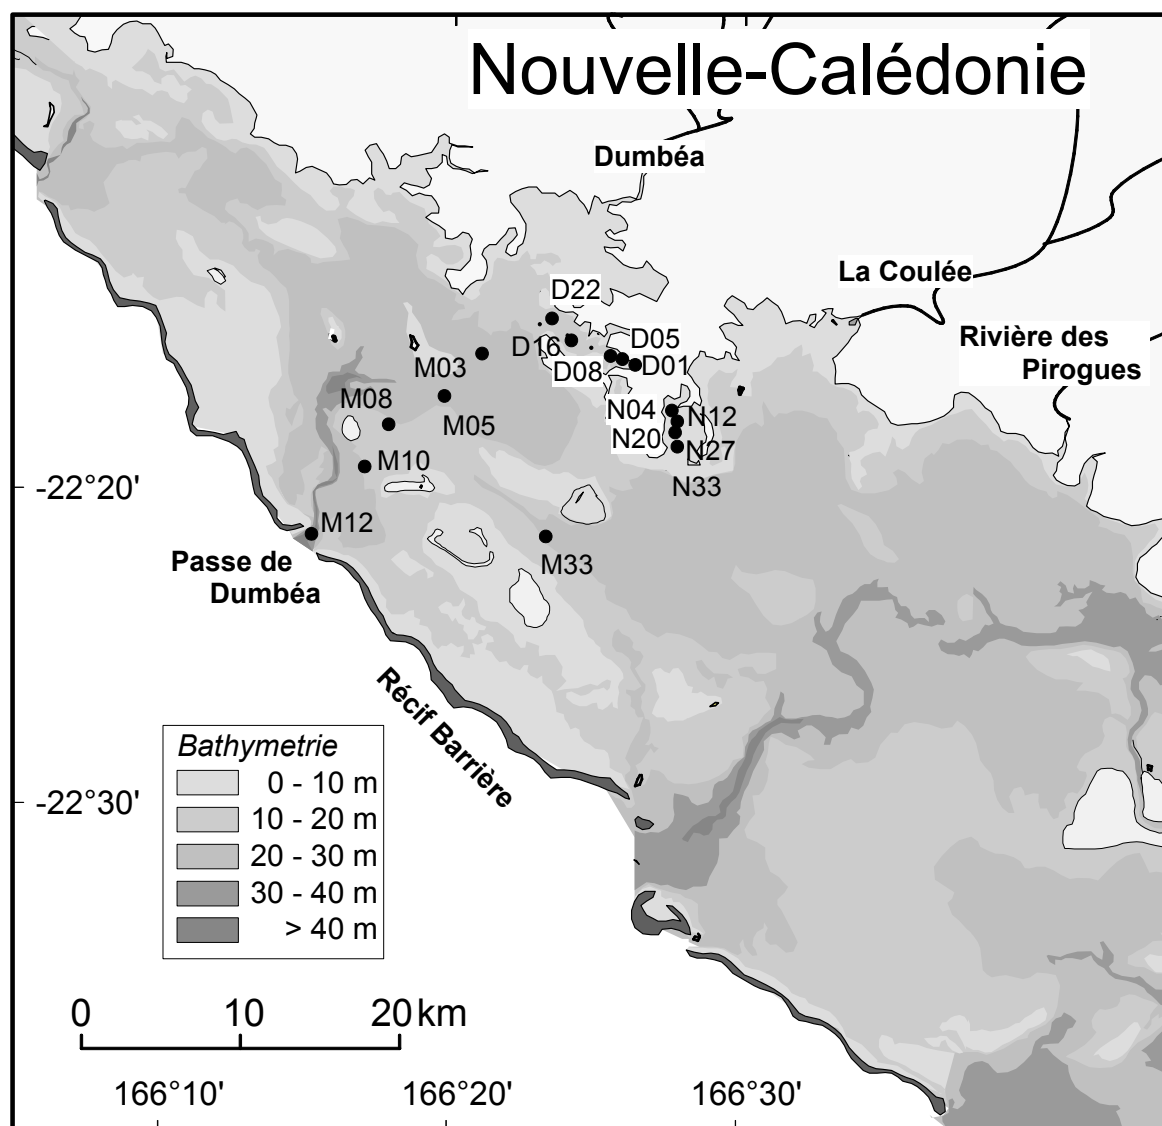 Nouvelle-Calédonie
Dumbéa
La Coulée
Rivière des
Pirogues
D22
D16
D05
D08
D01
M03
M08
M05
N04
N12
N20
N27
N33
M10
M12
M33
-22°20'
Passe de
Dumbéa
Récif Barrière
Bathymetrie
0 - 10 m
10 - 20 m
20 - 30 m
30 - 40 m
> 40 m
-22°30'
0 10 20 km
166°10' 166°20' 166°30'